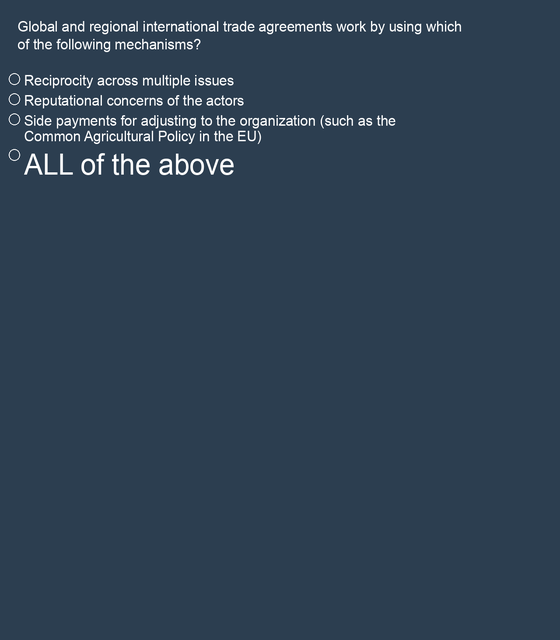 Global and regional international trade agreements work by using which
of the following mechanisms?
Reciprocity across multiple issues
Reputational concerns of the actors
Side payments for adjusting to the organization (such as the
Common Agricultural Policy in the EU)
ALL of the above